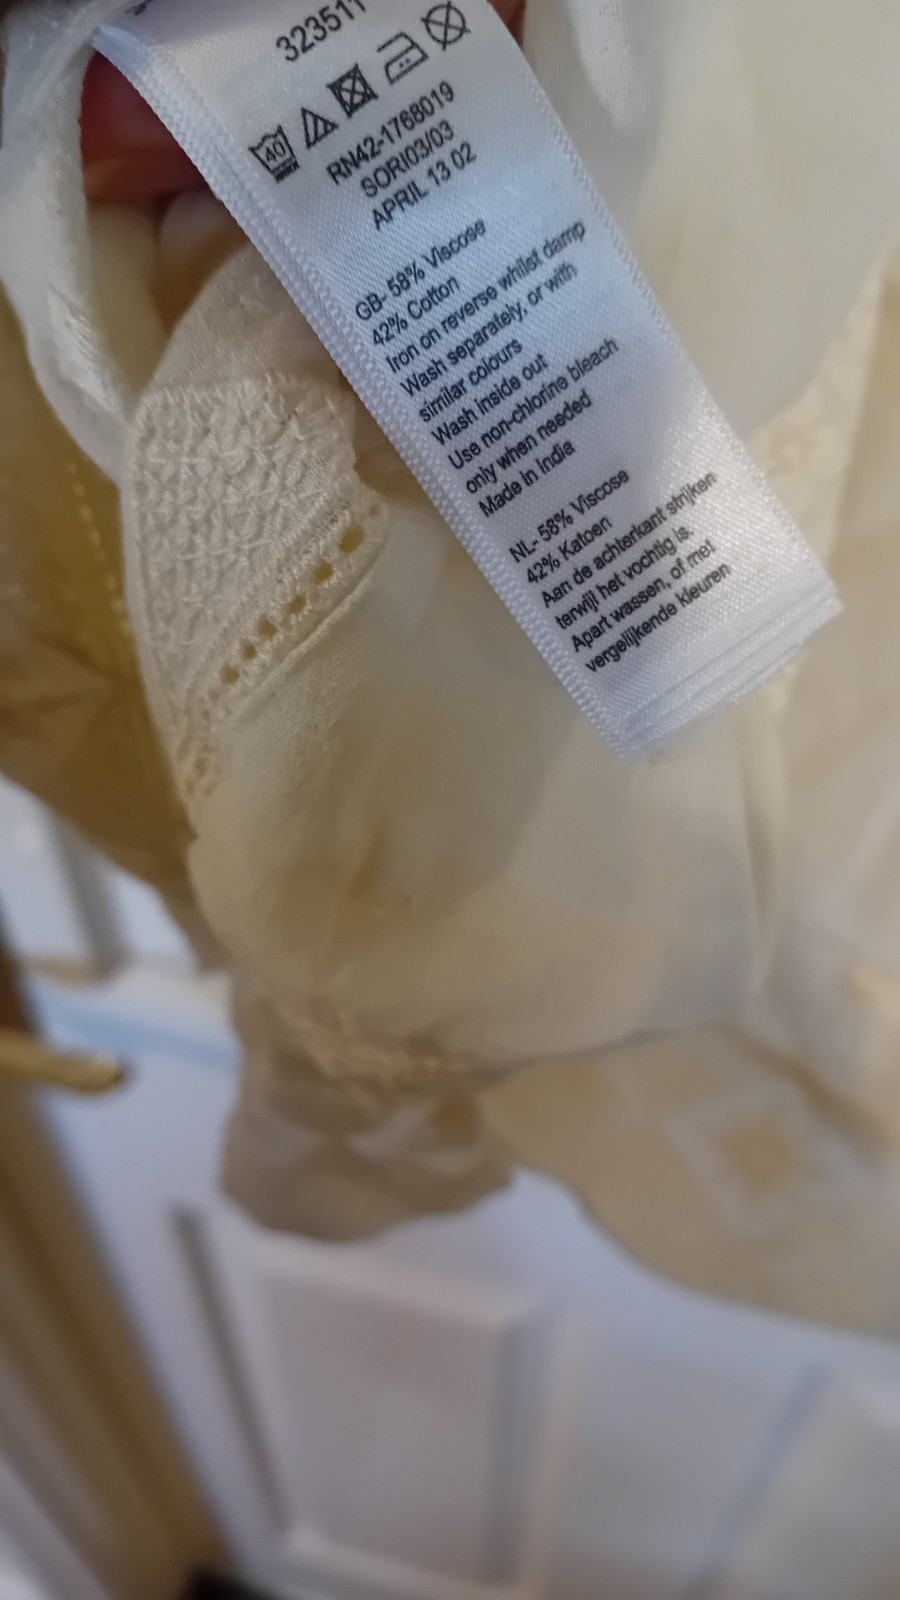 323511
40
RN42-1768019
SORI03/03
APRIL 13 02
GB- 58% Viscose
42% Cotton
Iron on reverse whilst damp
Wash separately, or with
similar colours
Wash inside out
Use non-chlorine bleach
only when needed
Made in India
NL- 58% Viscose
42% Katoen
Aan de achterkant strijken
terwijl het vochtig is.
Apart wassen, of met
vergelijkende kleuren